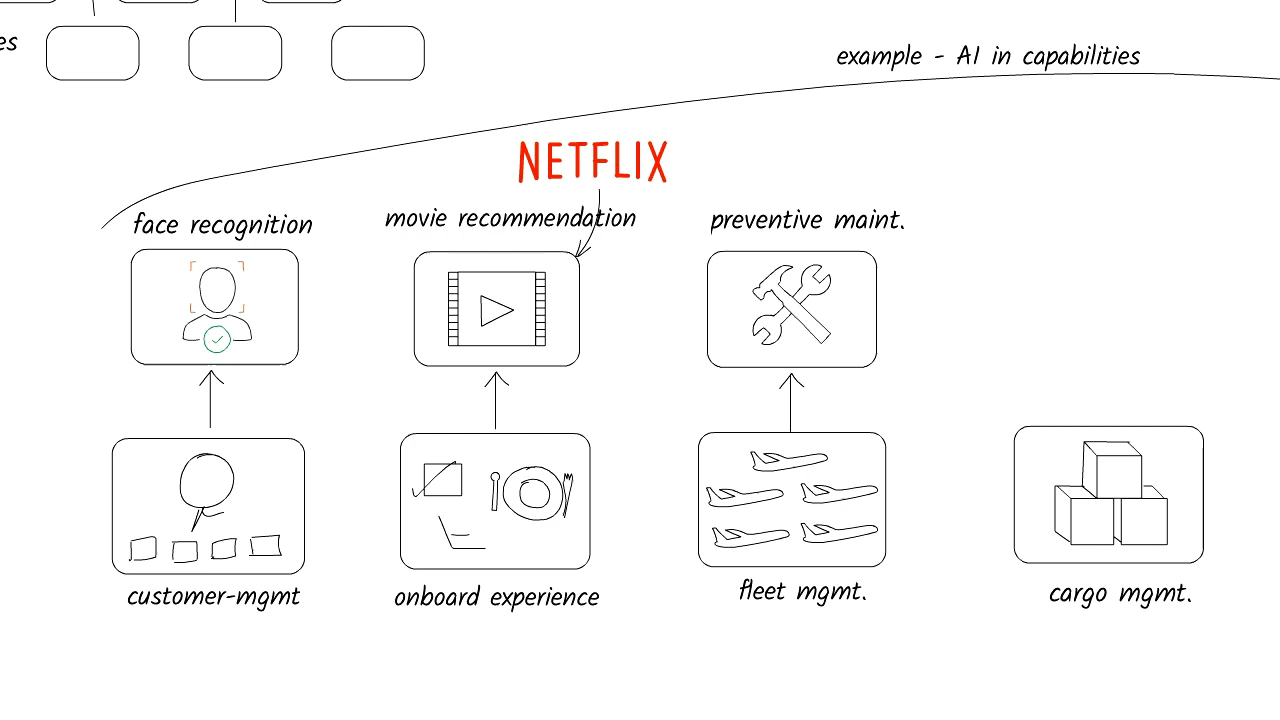 es
example - AI in capabilities
NETFLIX
face recognition
movie recommendation
preventive maint.
customer-mgmt
onboard experience
fleet mgmt.
cargo mgmt.